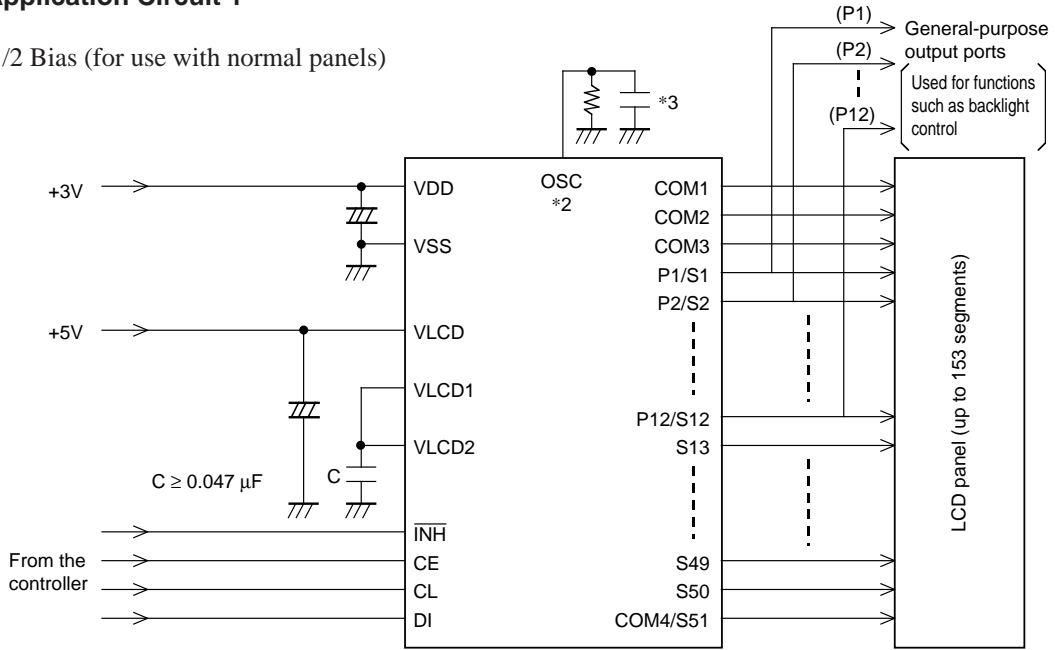 /2 Bias (for use with normal panels)
(P1)
General-purpose
output ports
(P2)
Used for functions
such as backlight
control
(P12)
*3
+3V
VDD
OSC
*2
COM1
COM2
VSS
COM3
P1/S1
P2/S2
+5V
VLCD
VLCD1
P12/S12
VLCD2
S13
C ≥ 0.047 μF
C
LCD panel (up to 153 segments)
INH
From the
controller
CE
S49
CL
S50
DI
COM4/S51